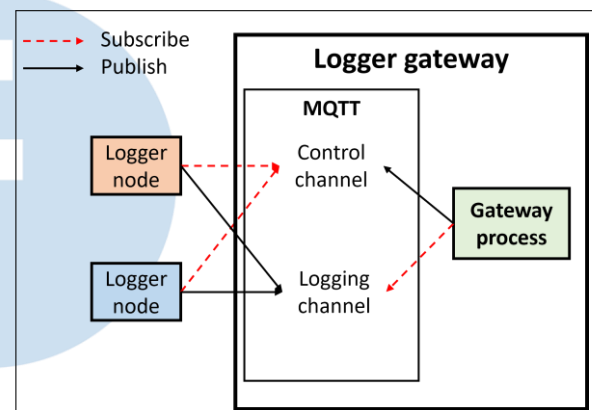 Subscribe
Publish
Logger gateway
MQTT
Control
channel
Logger
node
Gateway
process
Logger
node
Logging
channel